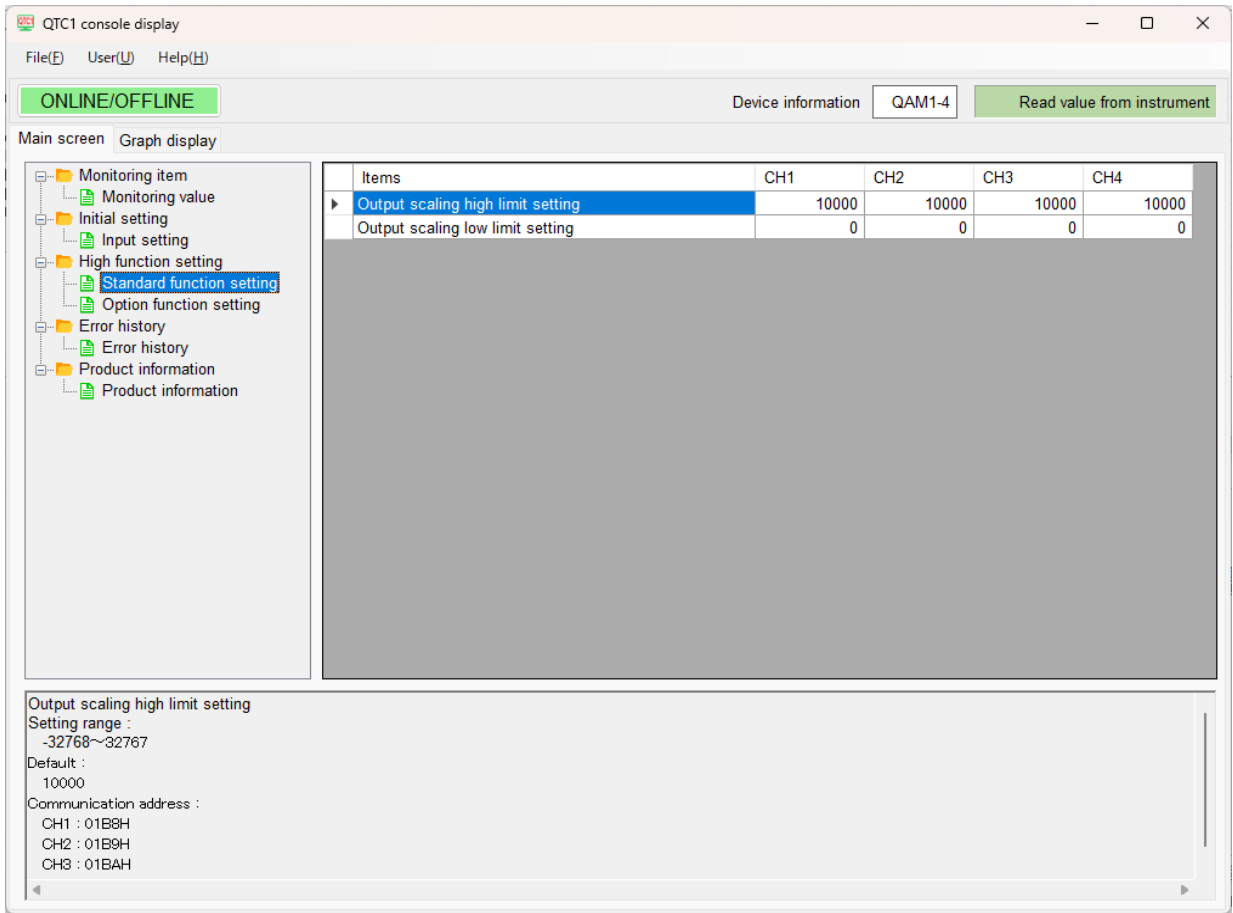 QTC1 console display
File(F) User(U) Help(H)
ONLINE/OFFLINE Device information QAM1-4 Read value from instrument
Main screen Graph display
Monitoring item
Monitoring value
Initial setting
Input setting
High function setting
Standard function setting
Option function setting
Error history
Error history
Product information
Product information
Items CH1 CH2 CH3 CH4
Output scaling high limit setting 10000 10000 10000 10000
Output scaling low limit setting 0 0 0 0
Output scaling high limit setting
Setting range :
-32768～32767
Default :
10000
Communication address :
CH1 : 01B8H
CH2 : 01B9H
CH3 : 01BAH